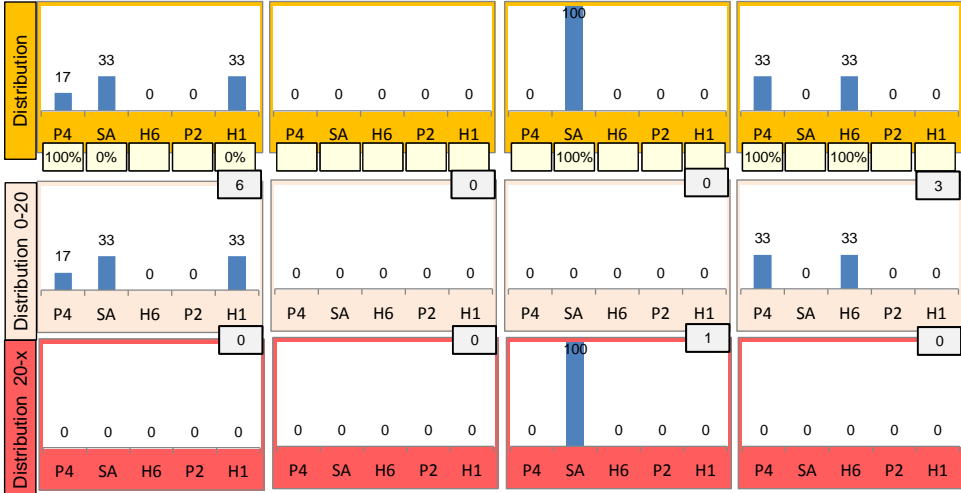 Distribution
17 33 0 0 33
P4 SA H6 P2 H1
100% 0% 0%
6
0 0 0 0 0
P4 SA H6 P2 H1
0
0 100 0 0 0
P4 SA H6 P2 H1
100%
0
33 0 33 0 0
P4 SA H6 P2 H1
100% 100%
3
Distribution 0-20
17 33 0 0 33
P4 SA H6 P2 H1
0
0 0 0 0 0
P4 SA H6 P2 H1
0
0 0 0 0 0
P4 SA H6 P2 H1
1
33 0 33 0 0
P4 SA H6 P2 H1
0
Distribution 20-x
0 0 0 0 0
P4 SA H6 P2 H1
0 0 0 0 0
P4 SA H6 P2 H1
0 100 0 0 0
P4 SA H6 P2 H1
0 0 0 0 0
P4 SA H6 P2 H1